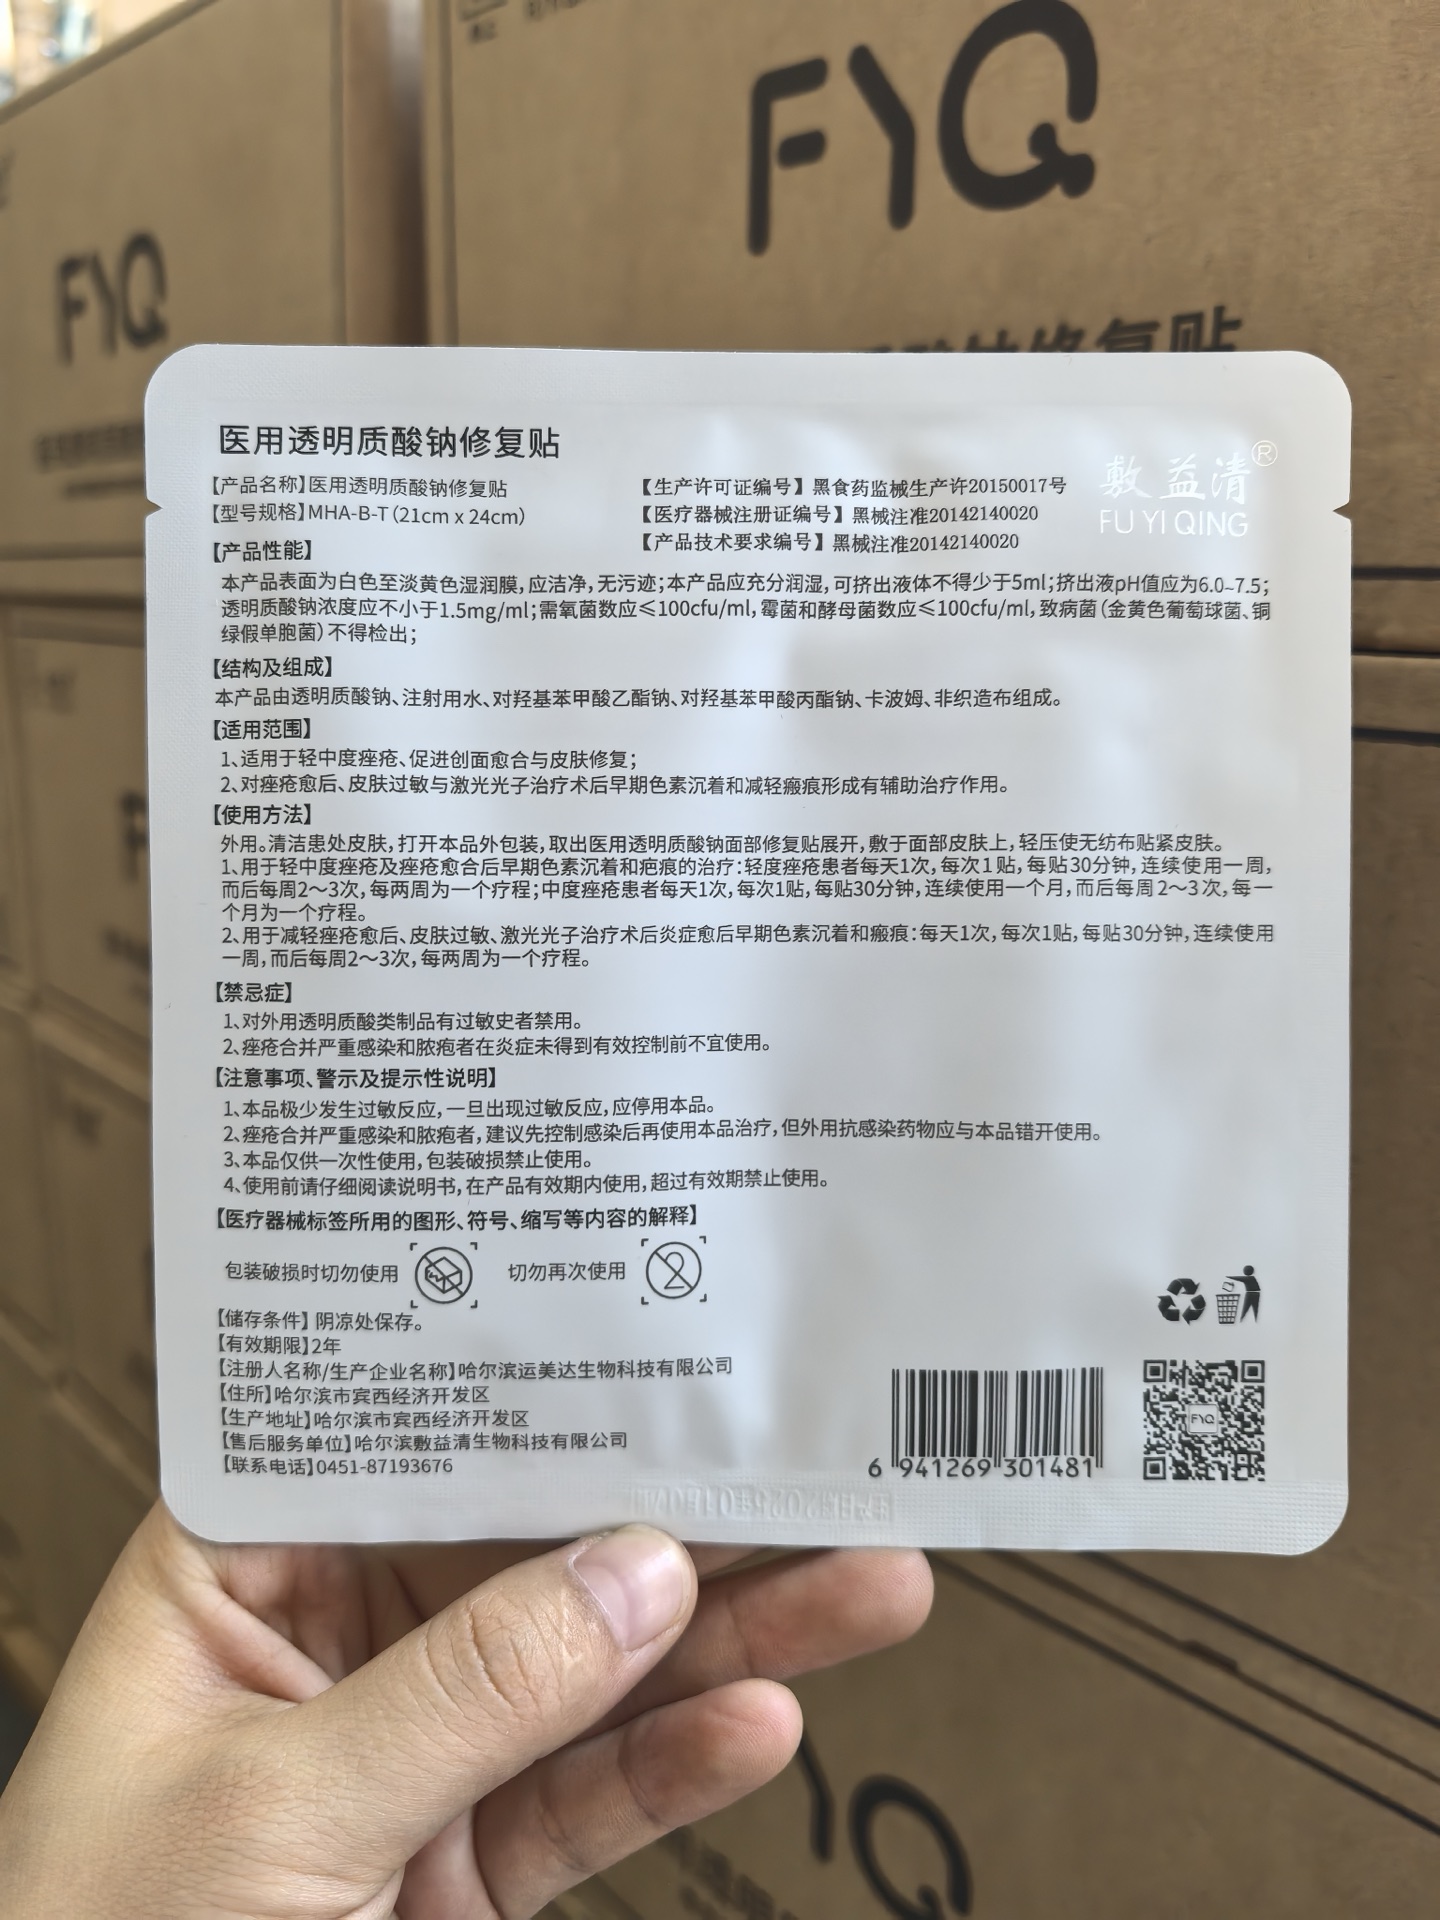 FYQ
FYQ
医用透明质酸钠修复贴
敷益清®
FU YI QING
【产品名称】医用透明质酸钠修复贴
【型号规格】MHA-B-T（21cm x 24cm）
【生产许可证编号】黑食药监械生产许20150017号
【医疗器械注册证编号】黑械注准20142140020
【产品技术要求编号】黑械注准20142140020
【产品性能】
本产品表面为白色至淡黄色湿润膜，应洁净，无污迹；本产品应充分润湿，可挤出液体不得少于5ml；挤出液pH值应为6.0~7.5；
透明质酸钠浓度应不小于1.5mg/ml；需氧菌数应≤100cfu/ml，霉菌和酵母菌数应≤100cfu/ml，致病菌（金黄色葡萄球菌、铜
绿假单胞菌）不得检出；
【结构及组成】
本产品由透明质酸钠、注射用水、对羟基苯甲酸乙酯钠、对羟基苯甲酸丙酯钠、卡波姆、非织造布组成。
【适用范围】
1、适用于轻中度痤疮、促进创面愈合与皮肤修复；
2、对痤疮愈后、皮肤过敏与激光光子治疗术后早期色素沉着和减轻瘢痕形成有辅助治疗作用。
【使用方法】
外用。清洁患处皮肤，打开本品外包装，取出医用透明质酸钠面部修复贴展开，敷于面部皮肤上，轻压使无纺布贴紧皮肤。
1、用于轻中度痤疮及痤疮愈合后早期色素沉着和疤痕的治疗：轻度痤疮患者每天1次，每次1贴，每贴30分钟，连续使用一周，
而后每周2～3次，每两周为一个疗程；中度痤疮患者每天1次，每次1贴，每贴30分钟，连续使用一个月，而后每周2～3次，每一
个月为一个疗程。
2、用于减轻痤疮愈后、皮肤过敏、激光光子治疗术后炎症愈后早期色素沉着和瘢痕：每天1次，每次1贴，每贴30分钟，连续使用
一周，而后每周2～3次，每两周为一个疗程。
【禁忌症】
1、对外用透明质酸类制品有过敏史者禁用。
2、痤疮合并严重感染和脓疱者在炎症未得到有效控制前不宜使用。
【注意事项、警示及提示性说明】
1、本品极少发生过敏反应，一旦出现过敏反应，应停用本品。
2、痤疮合并严重感染和脓疱者，建议先控制感染后再使用本品治疗，但外用抗感染药物应与本品错开使用。
3、本品仅供一次性使用，包装破损禁止使用。
4、使用前请仔细阅读说明书，在产品有效期内使用，超过有效期禁止使用。
【医疗器械标签所用的图形、符号、缩写等内容的解释】
包装破损时切勿使用 切勿再次使用
【储存条件】阴凉处保存。
【有效期限】2年
【注册人名称/生产企业名称】哈尔滨运美达生物科技有限公司
【住所】哈尔滨市宾西经济开发区
【生产地址】哈尔滨市宾西经济开发区
【售后服务单位】哈尔滨敷益清生物科技有限公司
【联系电话】0451-87193676
6 941269 301481
FYQ